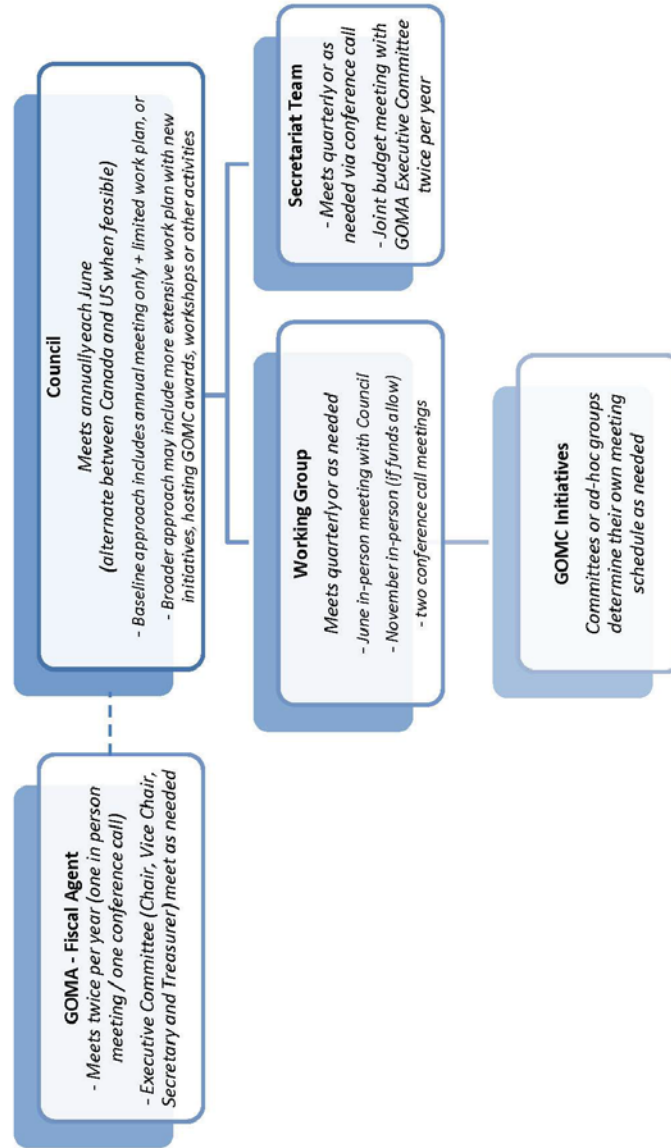 GOMA - Fiscal Agent
- Meets twice per year (one in person
meeting / one conference call)
- Executive Committee (Chair, Vice Chair,
Secretary and Treasurer) meet as needed
Council
Meets annually each June
(alternate between Canada and US when feasible)
- Baseline approach includes annual meeting only + limited work plan, or
- Broader approach may include more extensive work plan with new
initiatives, hosting GOMC awards, workshops or other activities
Working Group
Meets quarterly or as needed
- June in-person meeting with Council
- November in-person (if funds allow)
- two conference call meetings
Secretariat Team
- Meets quarterly or as
needed via conference call
- Joint budget meeting with
GOMA Executive Committee
twice per year
GOMC Initiatives
Committees or ad-hoc groups
determine their own meeting
schedule as needed